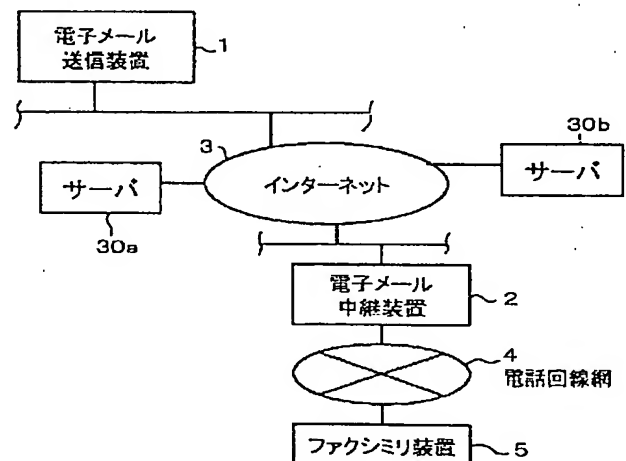 電子メール
送信装置
1
30b
3
サーバ
インターネット
サーバ
30a
電子メール
中継装置
2
4
電話回線網
ファクシミリ装置
5